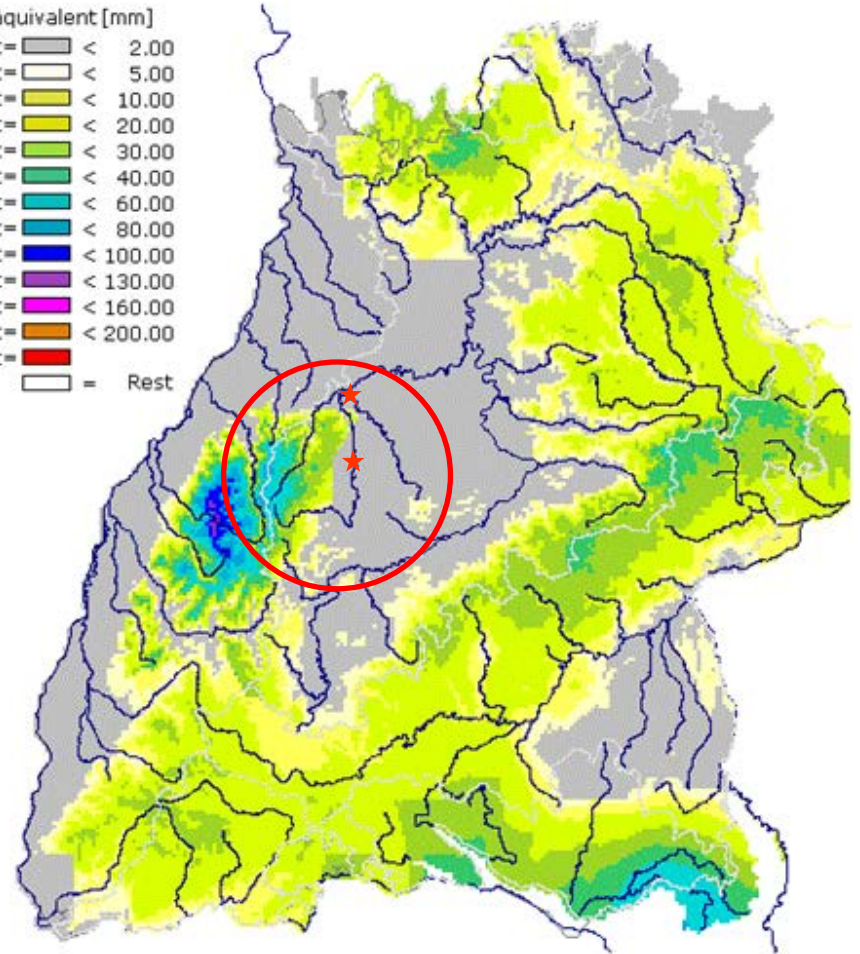 quivalent [mm]
= < 2.00
= < 5.00
= < 10.00
= < 20.00
= < 30.00
= < 40.00
= < 60.00
= < 80.00
= < 100.00
= < 130.00
= < 160.00
= < 200.00
=
= Rest